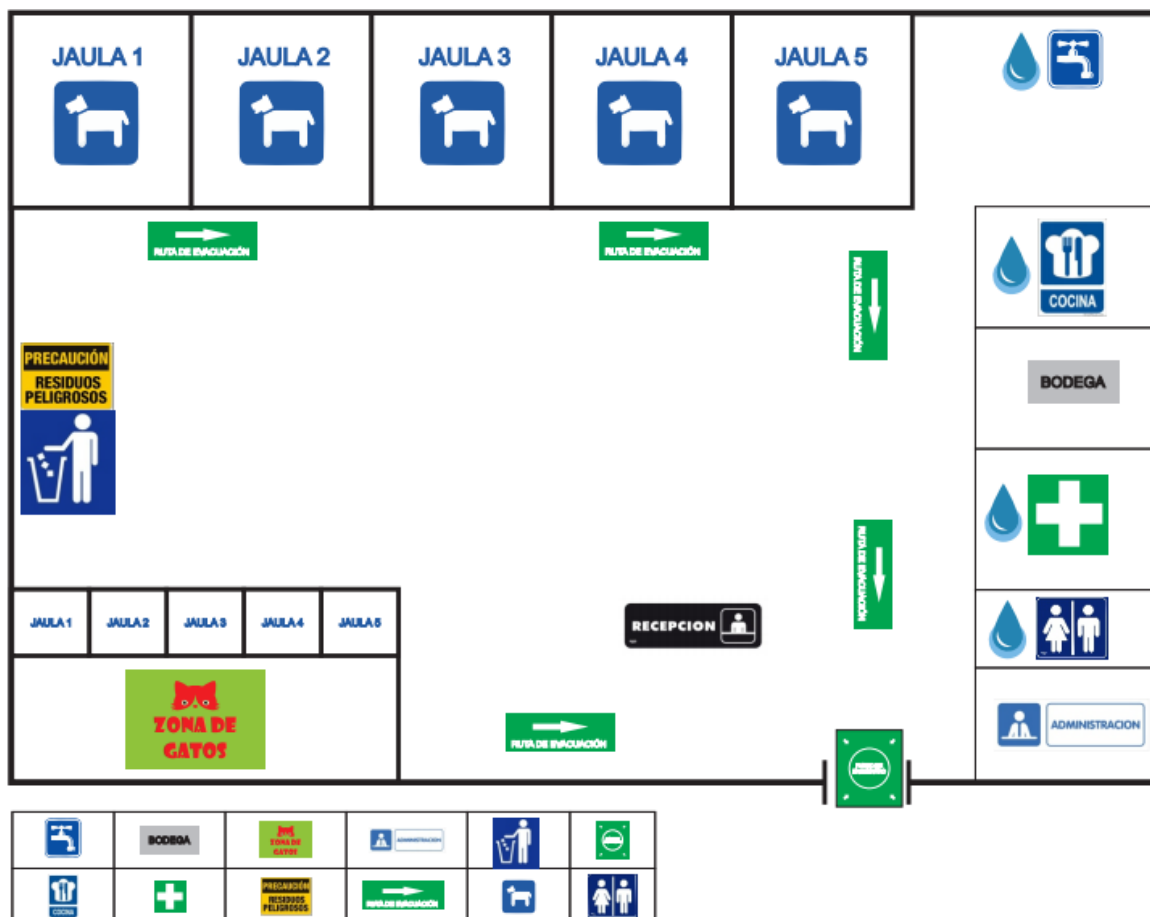 JAULA 1
JAULA 2
JAULA 3
JAULA 4
JAULA 5
RUTA DE EVACUACIÓN
RUTA DE EVACUACIÓN
RUTA DE EVACUACIÓN
COCINA
PRECAUCIÓN
RESIDUOS
PELIGROSOS
BODEGA
RUTA DE EVACUACIÓN
JAULA 1
JAULA 2
JAULA 3
JAULA 4
JAULA 5
RECEPCION
ZONA DE
GATOS
ADMINISTRACION
RUTA DE EVACUACIÓN
BODEGA
ZONA DE
GATOS
ADMINISTRACION
COCINA
PRECAUCIÓN
RESIDUOS
PELIGROSOS
RUTA DE EVACUACIÓN